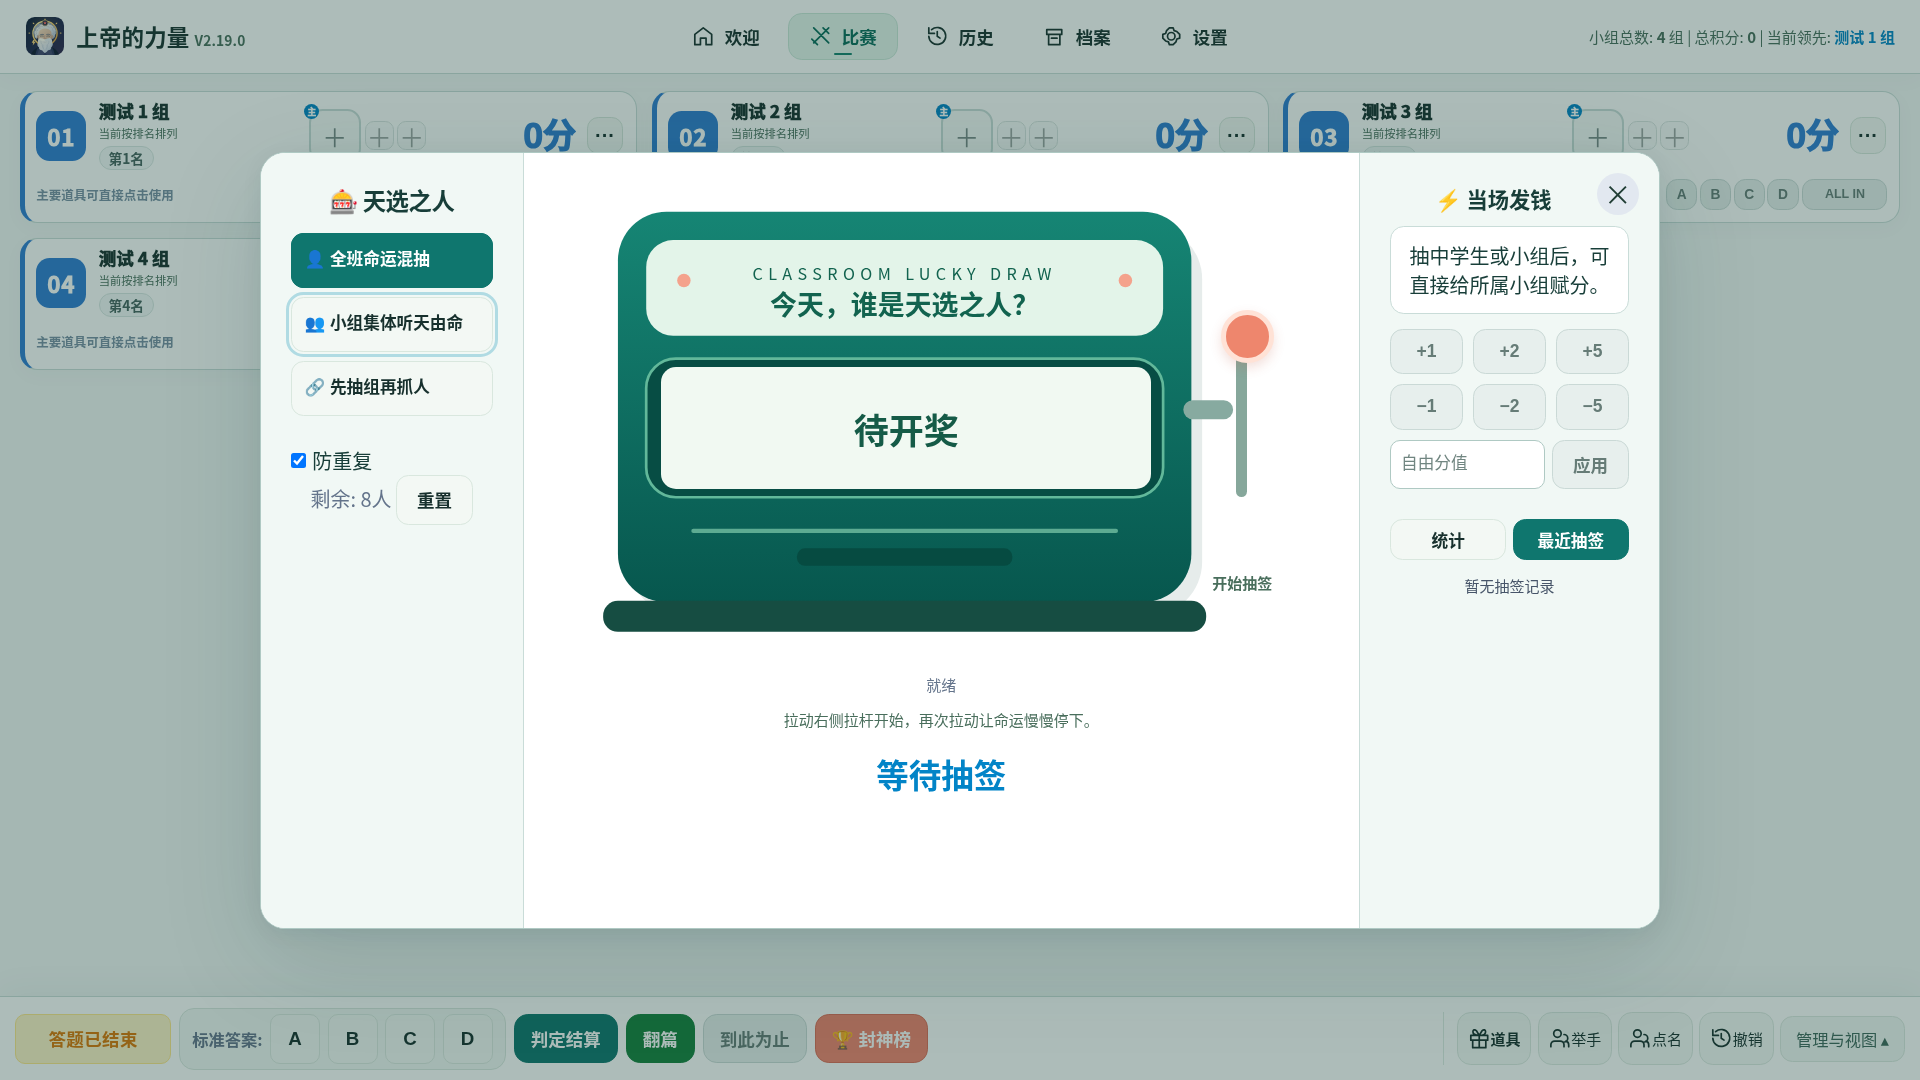 上帝的力量 V2.19.0
欢迎
比赛
历史
档案
设置
小组总数: 4 组 | 总积分: 0 | 当前领先: 测试 1 组
01
测试 1 组
当前按排名排列
第1名
主
0分
...
主要道具可直接点击使用
02
测试 2 组
当前按排名排列
主
0分
...
03
测试 3 组
当前按排名排列
主
0分
...
A
B
C
D
ALL IN
04
测试 4 组
当前按排名排列
第4名
主要道具可直接点击使用
🎰 天选之人
👤 全班命运混抽
👥 小组集体听天由命
🔗 先抽组再抓人
防重复
剩余: 8人
重置
CLASSROOM LUCKY DRAW
今天，谁是天选之人?
待开奖
开始抽签
就绪
拉动右侧拉杆开始，再次拉动让命运慢慢停下。
等待抽签
⚡ 当场发钱
抽中学生或小组后，可
直接给所属小组赋分。
+1
+2
+5
−1
−2
−5
自由分值
应用
统计
最近抽签
暂无抽签记录
答题已结束
标准答案:
A
B
C
D
判定结算
翻篇
到此为止
🏆 封神榜
道具
举手
点名
撤销
管理与视图 ▴